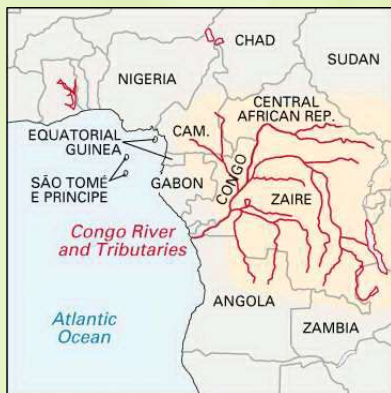 CHAD
SUDAN
NIGERIA
CENTRAL
AFRICAN REP.
CAM.
EQUATORIAL
GUINEA
CONGO
GABON
SÃO TOMÉ
E PRINCIPE
ZAIRE
Congo River
and Tributaries
ANGOLA
Atlantic
Ocean
ZAMBIA